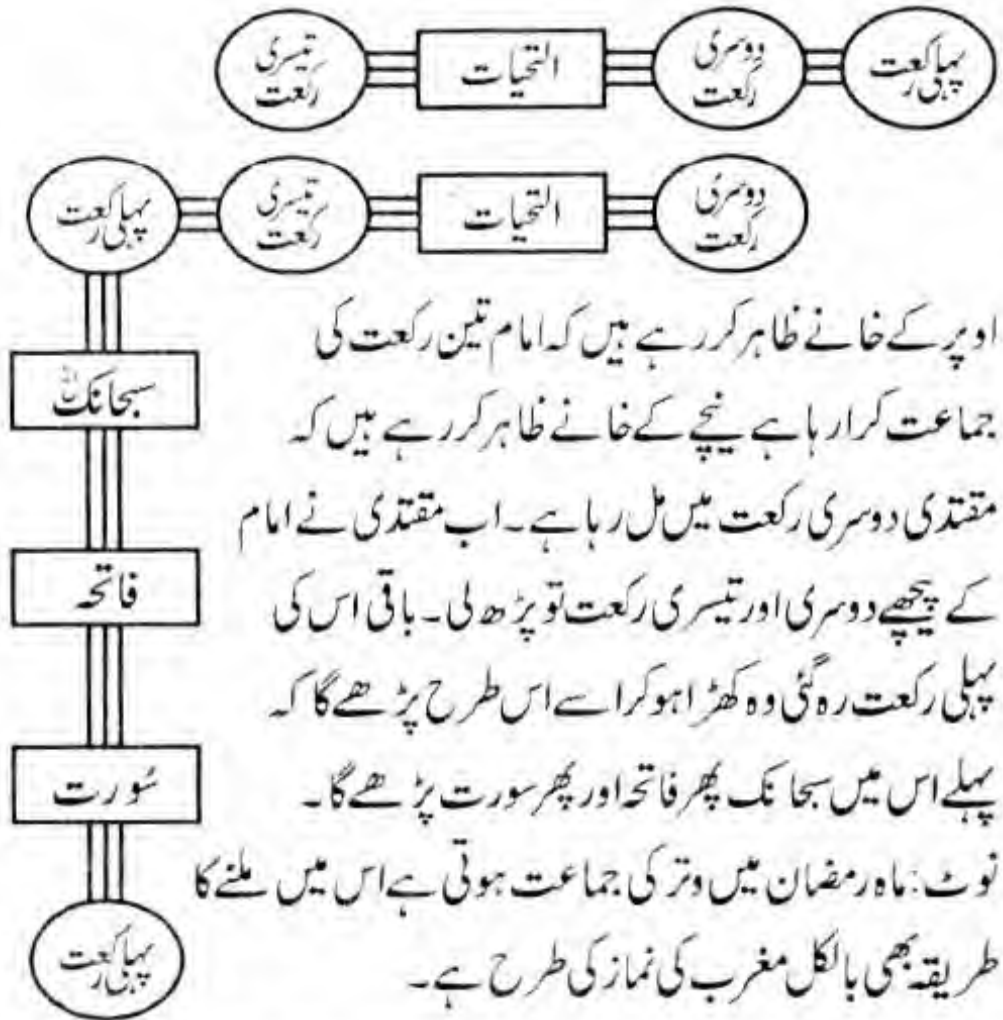 پہلی رکعت دوسری رکعت التحیات تیسری رکعت
دوسری رکعت التحیات تیسری رکعت پہلی رکعت
اوپر کے خانے ظاہر کر رہے ہیں کہ امام تین رکعت کی
سبحانک
جماعت کرا رہا ہے نیچے کے خانے ظاہر کر رہے ہیں کہ
مقتدی دوسری رکعت میں مل رہا ہے۔ اب مقتدی نے امام
فاتحہ
کے پیچھے دوسری اور تیسری رکعت تو پڑھ لی۔ باقی اس کی
پہلی رکعت رہ گئی وہ کھڑا ہو کر اسے اس طرح پڑھے گا کہ
سُورت
پہلے اس میں سبحانک پھر فاتحہ اور پھر سورت پڑھے گا۔
نوٹ: ماہ رمضان میں وتر کی جماعت ہوتی ہے اس میں ملنے کا
پہلی رکعت
طریقہ بھی بالکل مغرب کی نماز کی طرح ہے۔